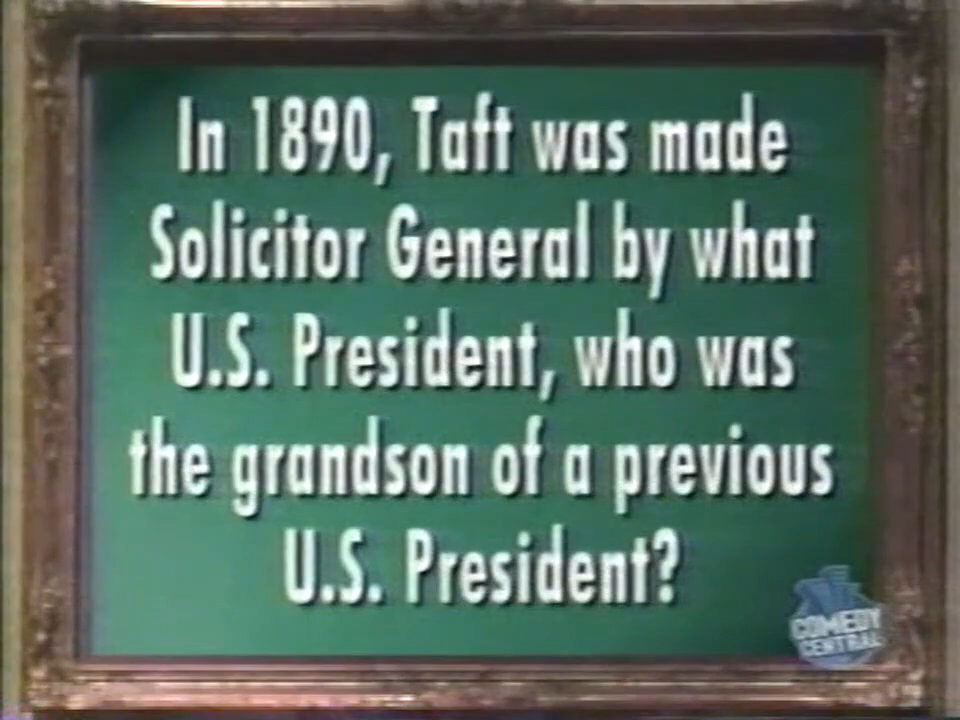 In 1890, Taft was made
Solicitor General by what
U.S. President, who was
the grandson of a previous
U.S. President?
COMEDY
CENTRAL